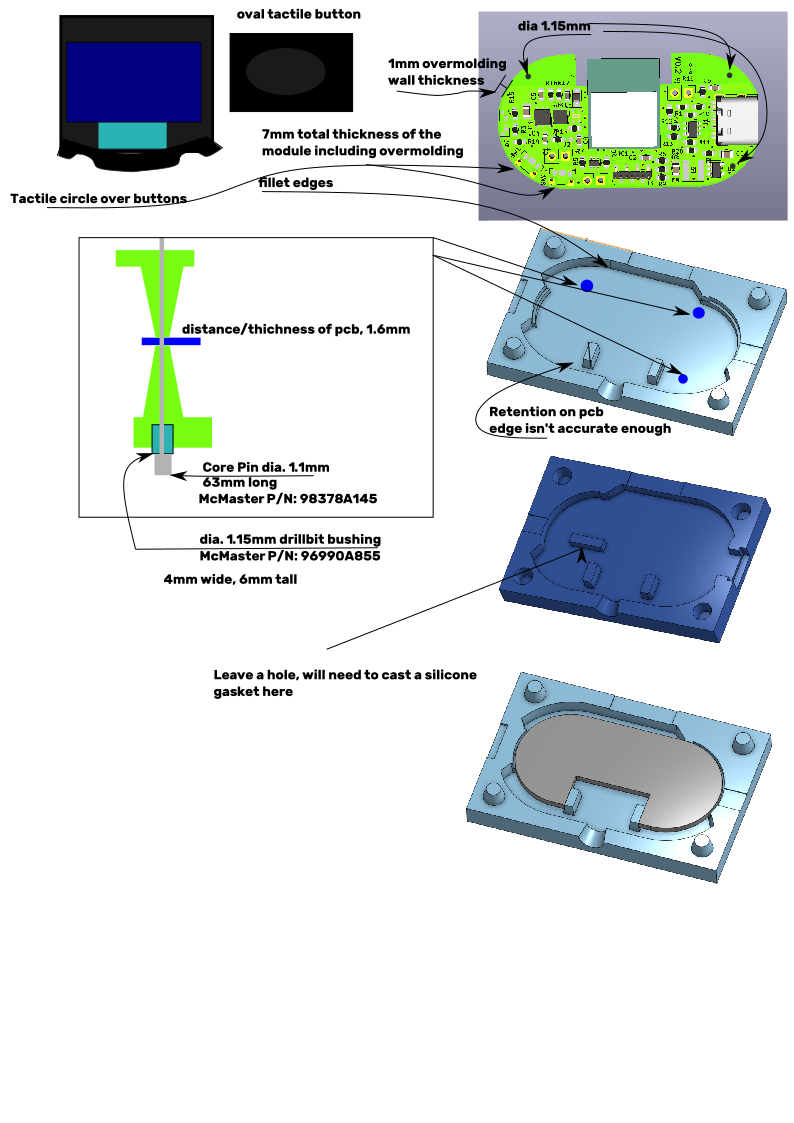 oval tactile button
dia 1.15mm
1mm overmolding
wall thickness
7mm total thickness of the
module including overmolding
fillet edges
Tactile circle over buttons
distance/thichness of pcb, 1.6mm
Retention on pcb
edge isn't accurate enough
Core Pin dia. 1.1mm
63mm long
McMaster P/N: 98378A145
dia. 1.15mm drillbit bushing
McMaster P/N: 96990A855
4mm wide, 6mm tall
Leave a hole, will need to cast a silicone
gasket here